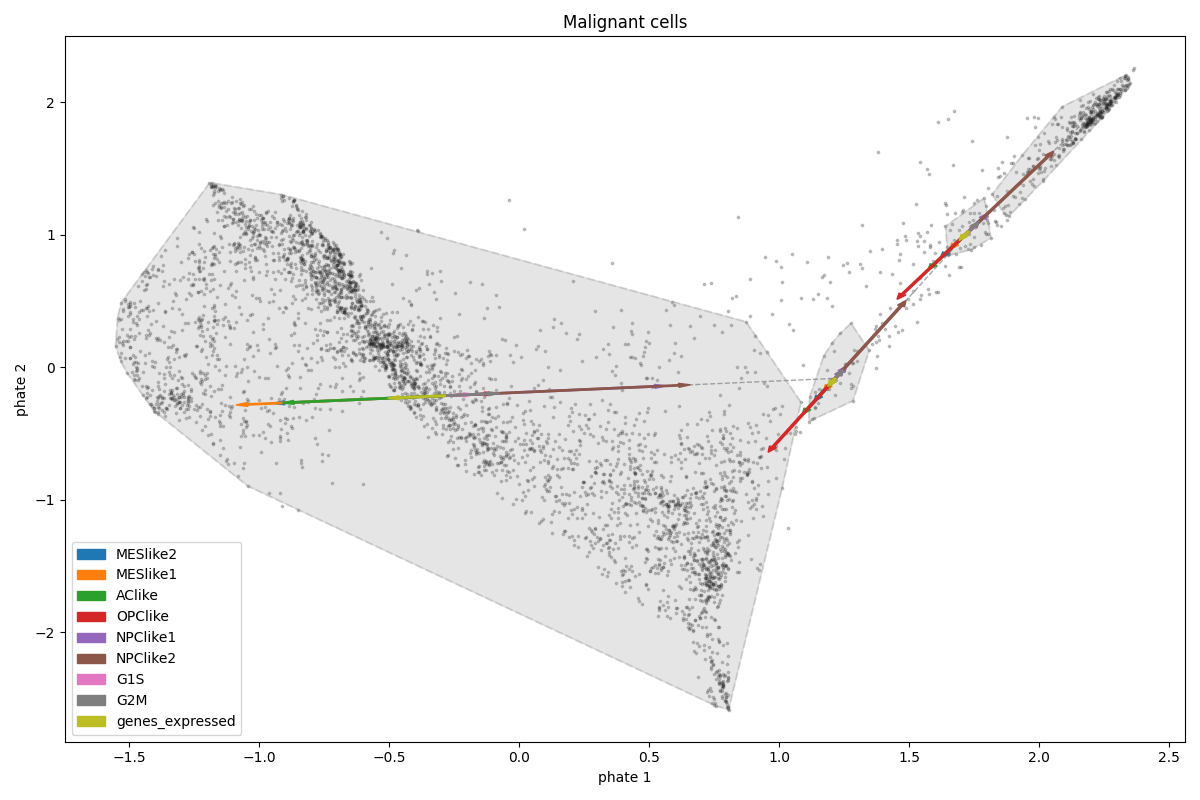 Malignant cells
2
1
0
−1
−2
phate 2
MESlike2
MESlike1
AClike
OPClike
NPClike1
NPClike2
G1S
G2M
genes_expressed
−1.5 −1.0 −0.5 0.0 0.5 1.0 1.5 2.0 2.5
phate 1